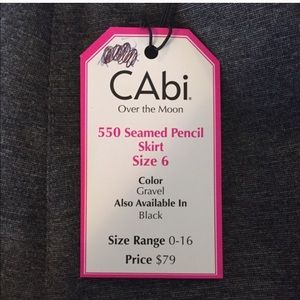 CAbi®
Over the Moon
550 Seamed Pencil
Skirt
Size 6
Color
Gravel
Also Available In
Black
Size Range 0-16
Price $79